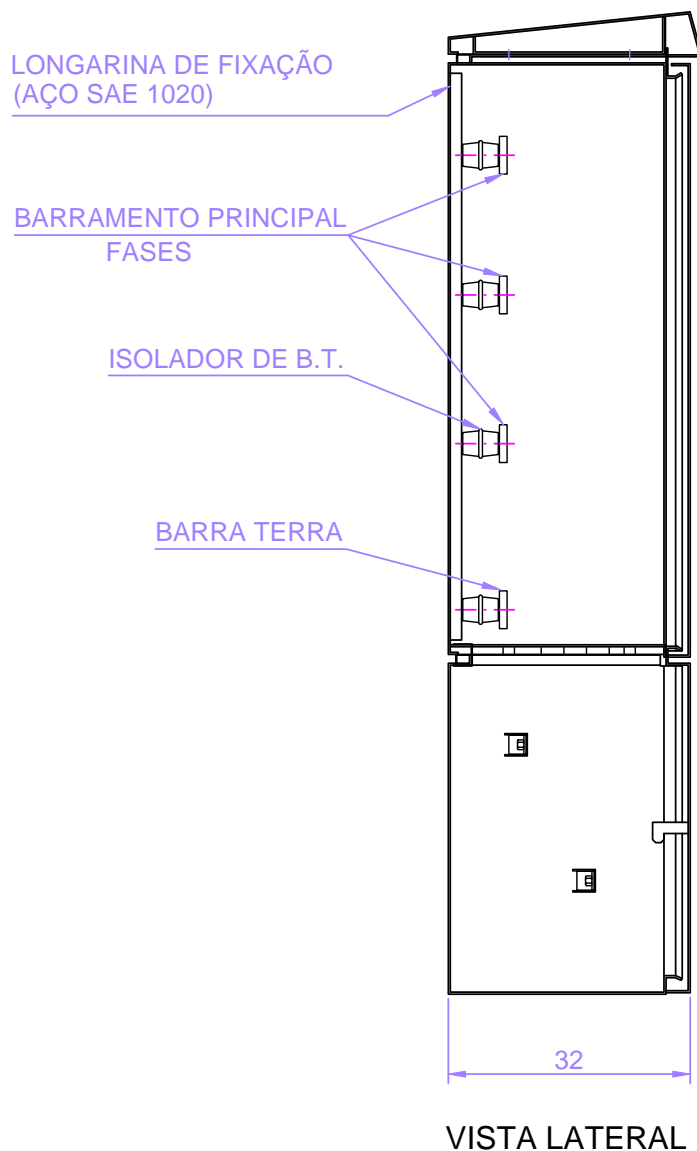 LONGARINA DE FIXAÇÃO
(AÇO SAE 1020)
BARRAMENTO PRINCIPAL
FASES
ISOLADOR DE B.T.
BARRA TERRA
32
VISTA LATERAL